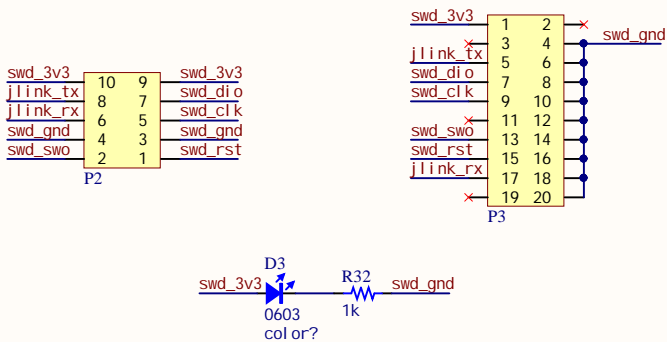 swd_3v3 10 9 swd_3v3
jlink_tx 8 7 swd_dio
jlink_rx 6 5 swd_clk
swd_gnd 4 3 swd_gnd
swd_swo 2 1 swd_rst
P2
swd_3v3 1 2
3 4 swd_gnd
jlink_tx 5 6
swd_dio 7 8
swd_clk 9 10
11 12
swd_swo 13 14
swd_rst 15 16
jlink_rx 17 18
19 20
P3
D3
swd_3v3
0603
color?
R32
1k
swd_gnd